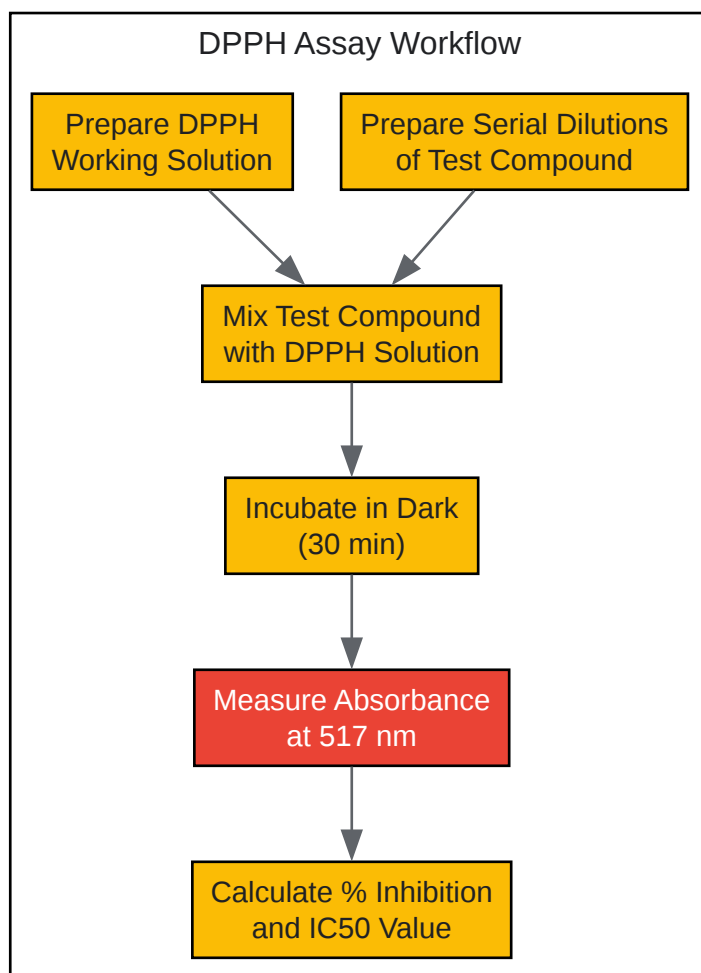 DPPH Assay Workflow
Prepare DPPH
Working Solution
Prepare Serial Dilutions
of Test Compound
Mix Test Compound
with DPPH Solution
Incubate in Dark
(30 min)
Measure Absorbance
at 517 nm
Calculate % Inhibition
and IC50 Value